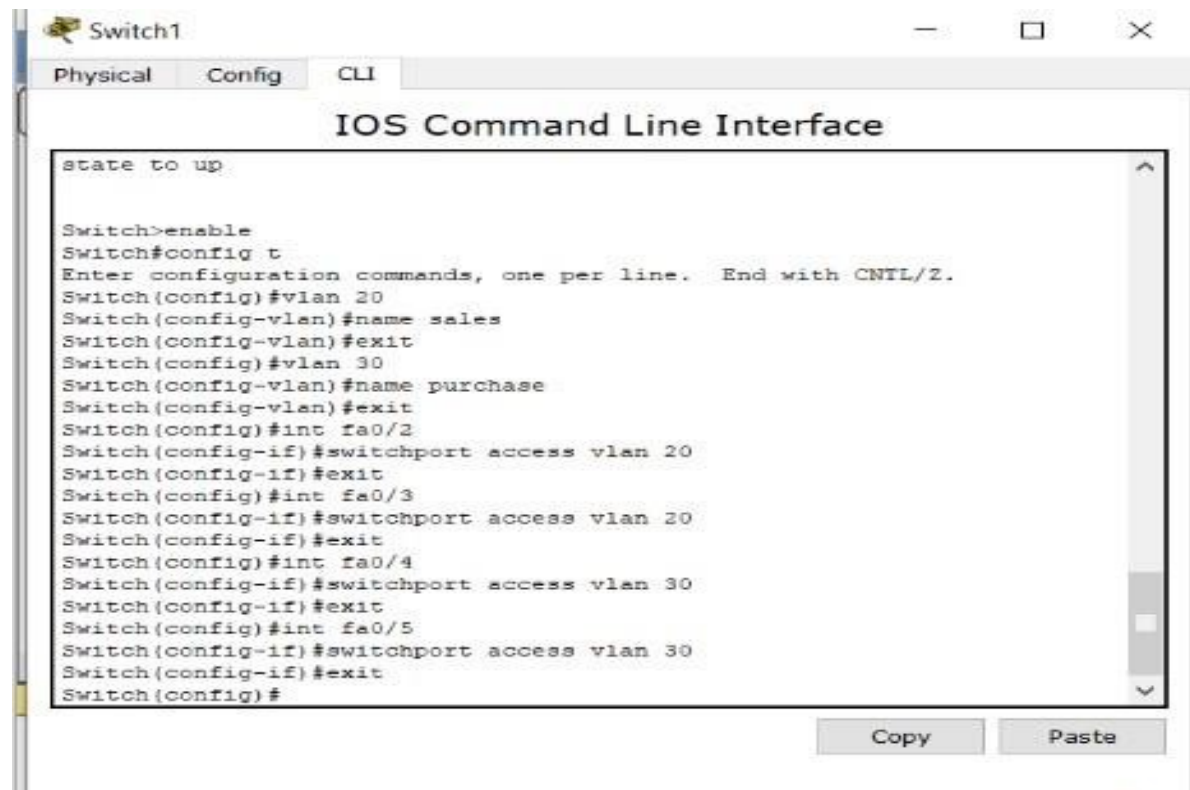 Switch1
Physical Config CLI
IOS Command Line Interface
state to up
Switch>enable
Switch#config t
Enter configuration commands, one per line.  End with CNTL/Z.
Switch(config)#vlan 20
Switch(config-vlan)#name sales
Switch(config-vlan)#exit
Switch(config)#vlan 30
Switch(config-vlan)#name purchase
Switch(config-vlan)#exit
Switch(config)#int fa0/2
Switch(config-if)#switchport access vlan 20
Switch(config-if)#exit
Switch(config)#int fa0/3
Switch(config-if)#switchport access vlan 20
Switch(config-if)#exit
Switch(config)#int fa0/4
Switch(config-if)#switchport access vlan 30
Switch(config-if)#exit
Switch(config)#int fa0/5
Switch(config-if)#switchport access vlan 30
Switch(config-if)#exit
Switch(config)#
Copy Paste